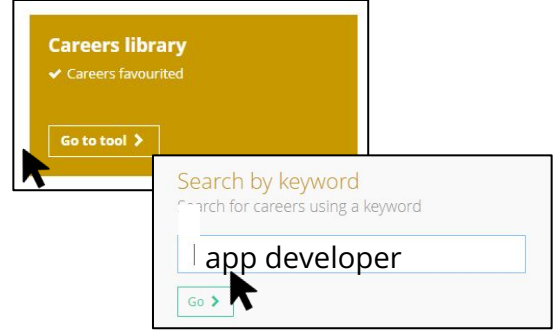 Careers library
✔ Careers favourited
Go to tool >
Search by keyword
Search for careers using a keyword
app developer
Go >